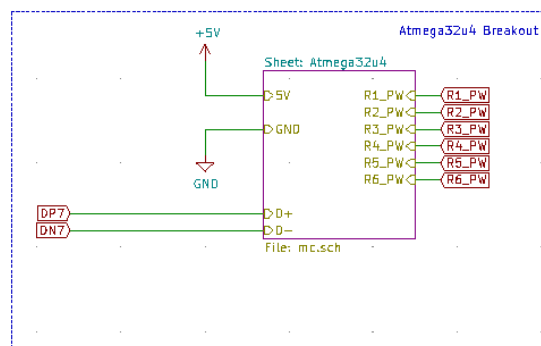 Atmega32u4 Breakout
+5V
Sheet: Atmega32u4
5V R1_PW R1_PW
R2_PW R2_PW
GND R3_PW R3_PW
R4_PW R4_PW
R5_PW R5_PW
R6_PW R6_PW
GND
DP7 D+
DN7 D-
File: mc.sch